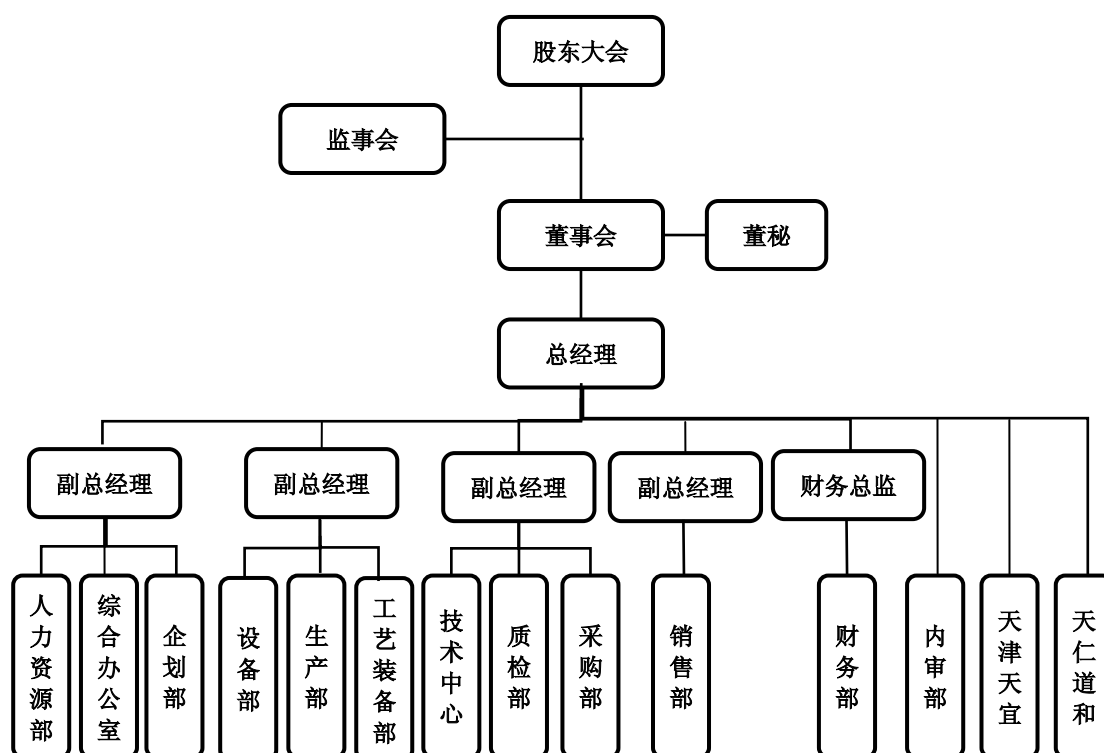 股东大会
监事会
董事会
董秘
总经理
副总经理
副总经理
副总经理
副总经理
财务总监
人力资源部
综合办公室
企划部
设备部
生产部
工艺装备部
技术中心
质检部
采购部
销售部
财务部
内审部
天津天宜
天仁道和